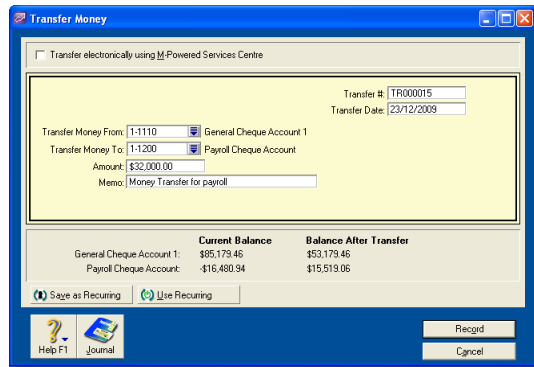 Transfer Money
Transfer electronically using M-Powered Services Centre
Transfer #: TR000015
Transfer Date: 23/12/2009
Transfer Money From: 1-1110 General Cheque Account 1
Transfer Money To: 1-1200 Payroll Cheque Account
Amount: $32,000.00
Memo: Money Transfer for payroll
Current Balance Balance After Transfer
General Cheque Account 1: $85,179.46 $53,179.46
Payroll Cheque Account: -$16,480.94 $15,519.06
Save as Recurring Use Recurring
Help F1 Journal Record
Cancel